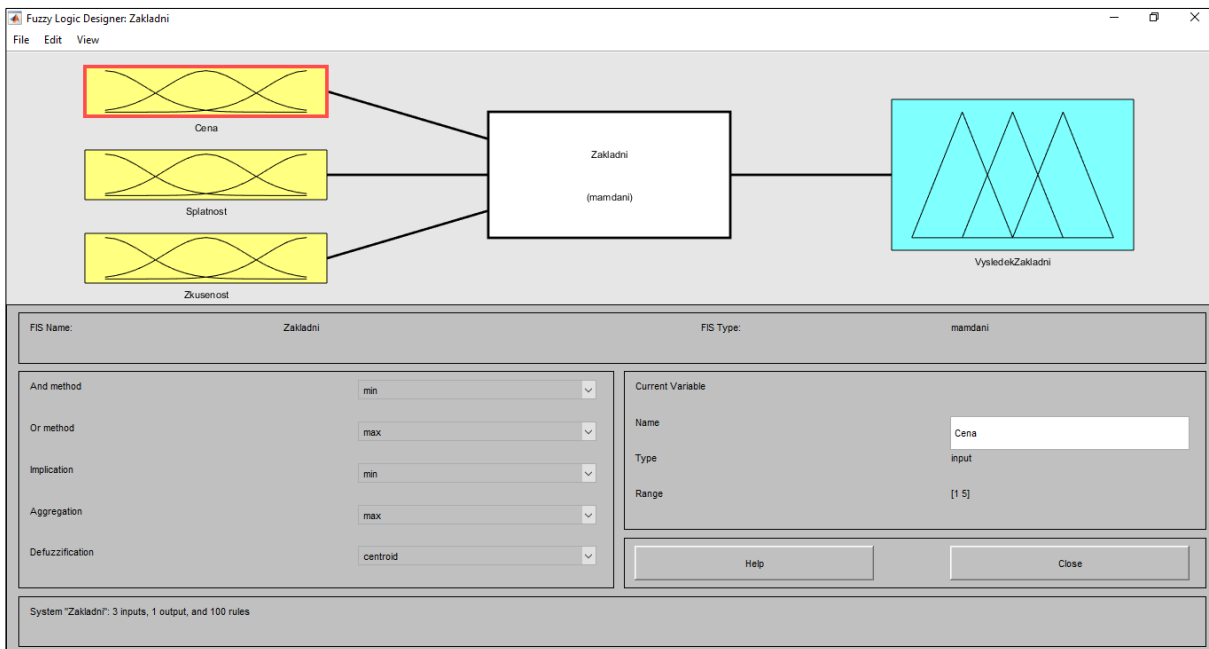 Fuzzy Logic Designer: Zakladni
File Edit View
Cena
Splatnost
Zkusenost
Zakladni
(mamdani)
VysledekZakladni
FIS Name: Zakladni FIS Type: mamdani
And method min
Or method max
Implication min
Aggregation max
Defuzzification centroid
Current Variable
Name Cena
Type input
Range [1 5]
Help Close
System "Zakladni": 3 inputs, 1 output, and 100 rules